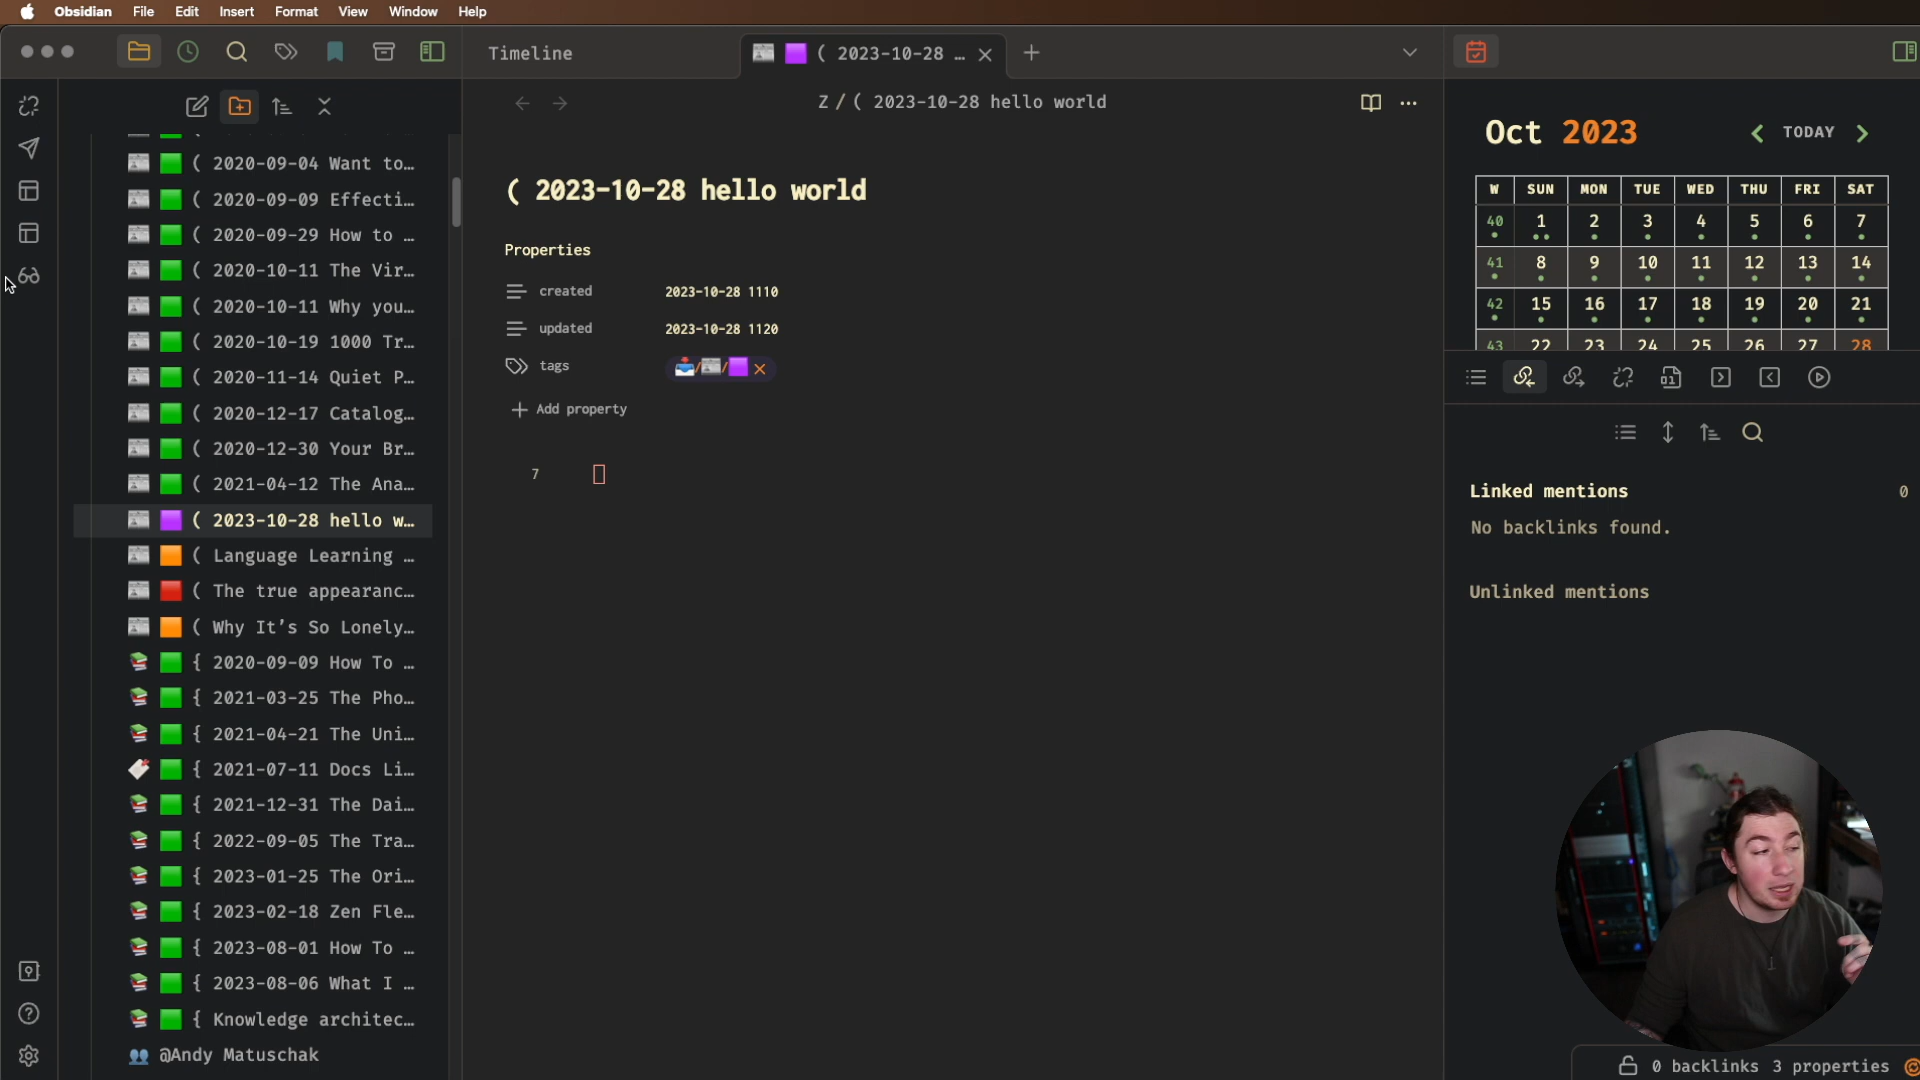 Obsidian File Edit Insert Format View Window Help
Timeline
( 2023-10-28 …
Z / ( 2023-10-28 hello world
( 2020-09-04 Want to…
( 2020-09-09 Effecti…
( 2020-09-29 How to …
( 2020-10-11 The Vir…
( 2020-10-11 Why you…
( 2020-10-19 1000 Tr…
( 2020-11-14 Quiet P…
( 2020-12-17 Catalog…
( 2020-12-30 Your Br…
( 2021-04-12 The Ana…
( 2023-10-28 hello w…
( Language Learning …
( The true appearanc…
( Why It’s So Lonely…
{ 2020-09-09 How To …
{ 2021-03-25 The Pho…
{ 2021-04-21 The Uni…
{ 2021-07-11 Docs Li…
{ 2021-12-31 The Dai…
{ 2022-09-05 The Tra…
{ 2023-01-25 The Ori…
{ 2023-02-18 Zen Fle…
{ 2023-08-01 How To …
{ 2023-08-06 What I …
{ Knowledge architec…
@Andy Matuschak
( 2023-10-28 hello world
Properties
created 2023-10-28 1110
updated 2023-10-28 1120
tags / /
Add property
7
Oct 2023
TODAY
W SUN MON TUE WED THU FRI SAT
40 1 2 3 4 5 6 7
41 8 9 10 11 12 13 14
42 15 16 17 18 19 20 21
43 22 23 24 25 26 27 28
Linked mentions 0
No backlinks found.
Unlinked mentions
0 backlinks 3 properties